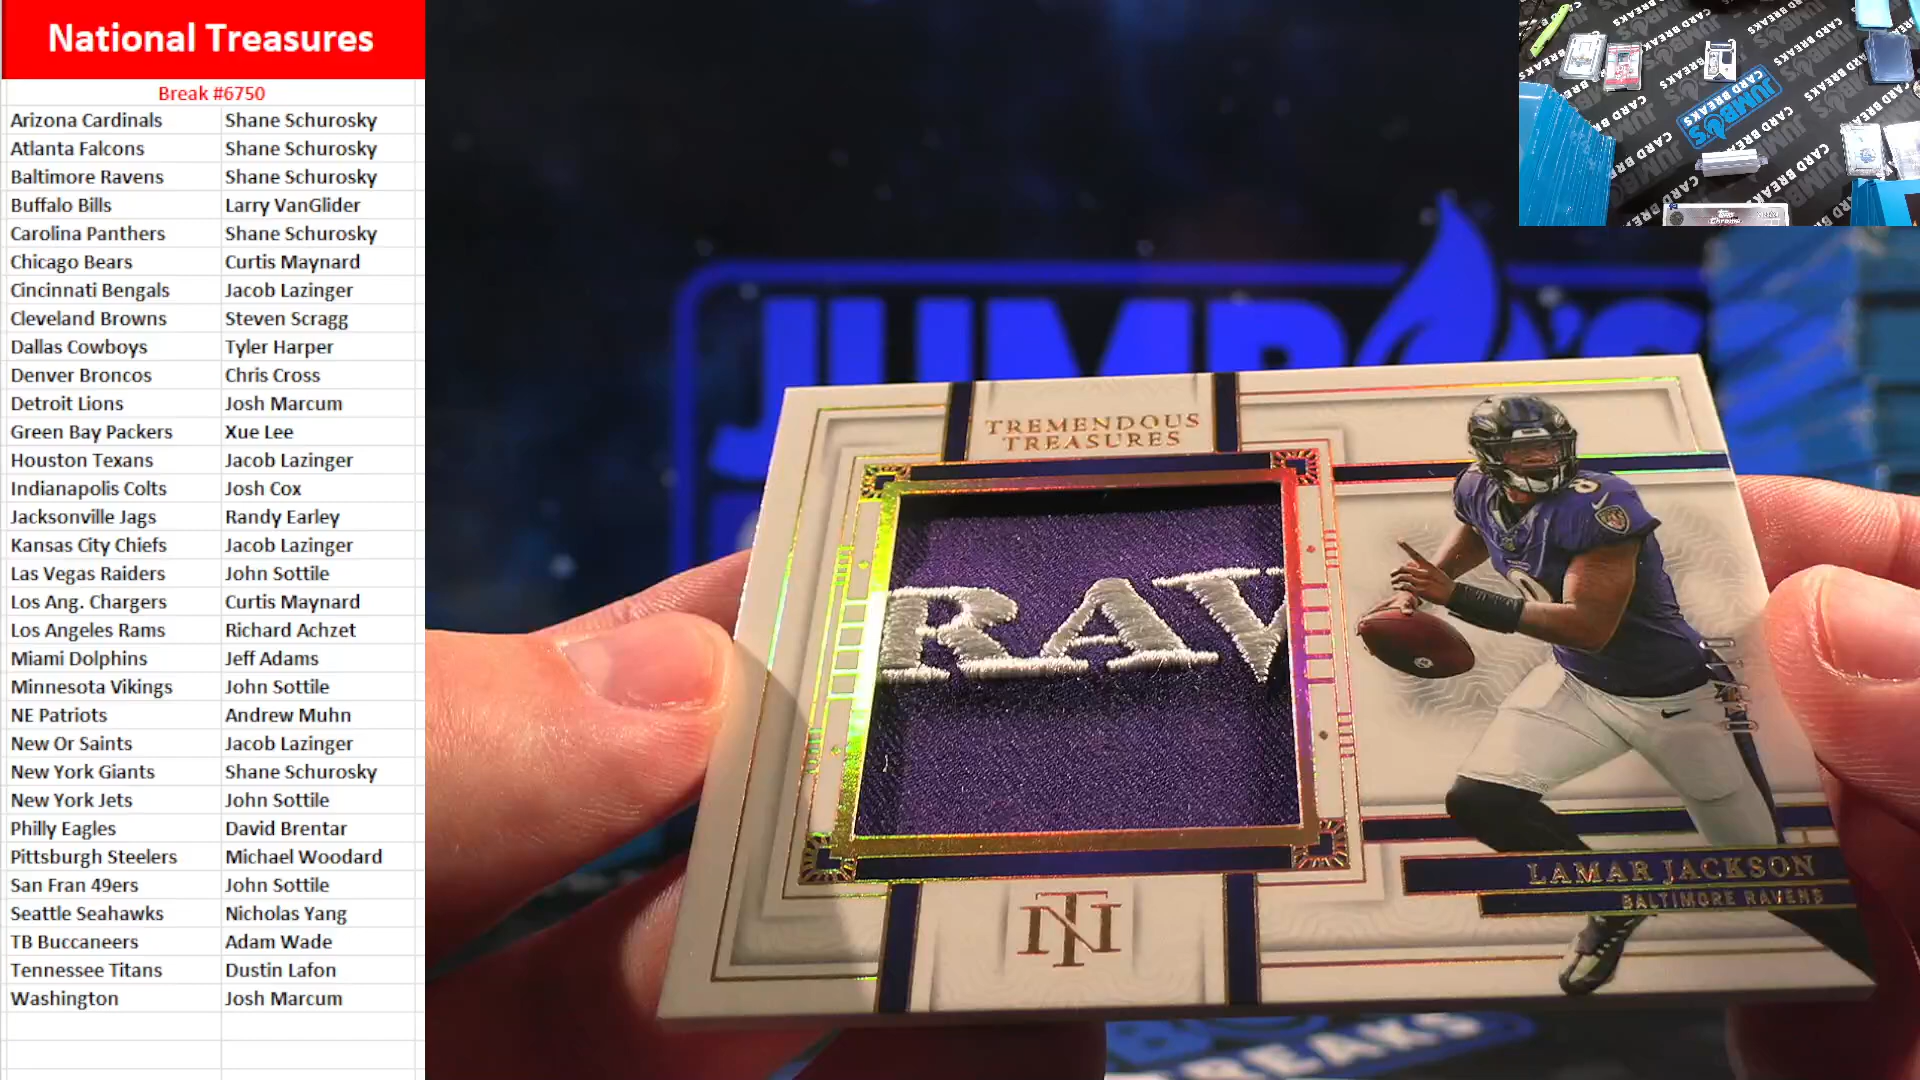 National Treasures
Break #6750
Arizona Cardinals Shane Schurosky
Atlanta Falcons Shane Schurosky
Baltimore Ravens Shane Schurosky
Buffalo Bills Larry VanGlider
Carolina Panthers Shane Schurosky
Chicago Bears Curtis Maynard
Cincinnati Bengals Jacob Lazinger
Cleveland Browns Steven Scragg
Dallas Cowboys Tyler Harper
Denver Broncos Chris Cross
Detroit Lions Josh Marcum
Green Bay Packers Xue Lee
Houston Texans Jacob Lazinger
Indianapolis Colts Josh Cox
Jacksonville Jags Randy Earley
Kansas City Chiefs Jacob Lazinger
Las Vegas Raiders John Sottile
Los Ang. Chargers Curtis Maynard
Los Angeles Rams Richard Achzet
Miami Dolphins Jeff Adams
Minnesota Vikings John Sottile
NE Patriots Andrew Muhn
New Or Saints Jacob Lazinger
New York Giants Shane Schurosky
New York Jets John Sottile
Philly Eagles David Brentar
Pittsburgh Steelers Michael Woodard
San Fran 49ers John Sottile
Seattle Seahawks Nicholas Yang
TB Buccaneers Adam Wade
Tennessee Titans Dustin Lafon
Washington Josh Marcum
JUMBO'S
TREMENDOUS
TREASURES
RAV
8
NT
LAMAR JACKSON
BALTIMORE RAVENS
BREAKS
JUMBO'S
CARD BREAKS